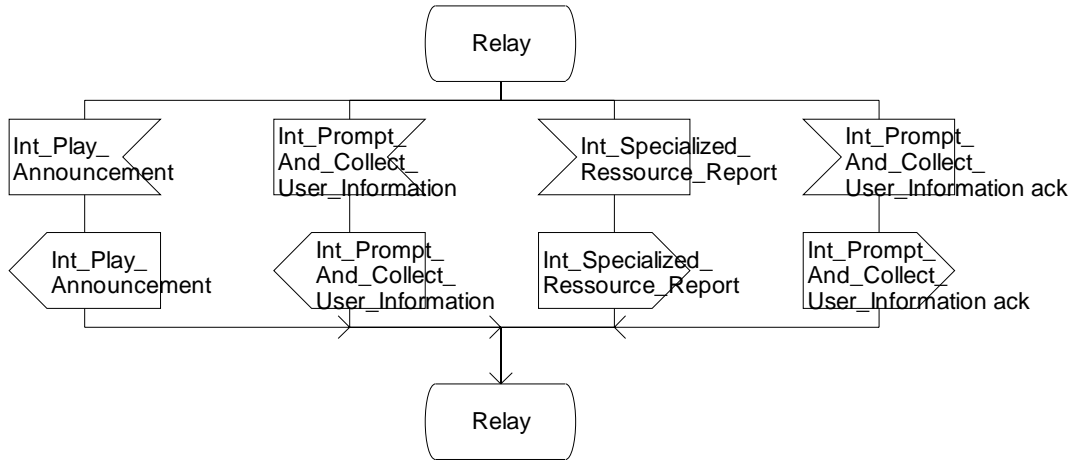 Relay
Int_Play_
Announcement
Int_Prompt_
And_Collect_
User_Information
Int_Specialized_
Ressource_Report
Int_Prompt_
And_Collect_
User_Information ack
Int_Play_
Announcement
Int_Prompt_
And_Collect_
User_Information
Int_Specialized_
Ressource_Report
Int_Prompt_
And_Collect_
User_Information ack
Relay